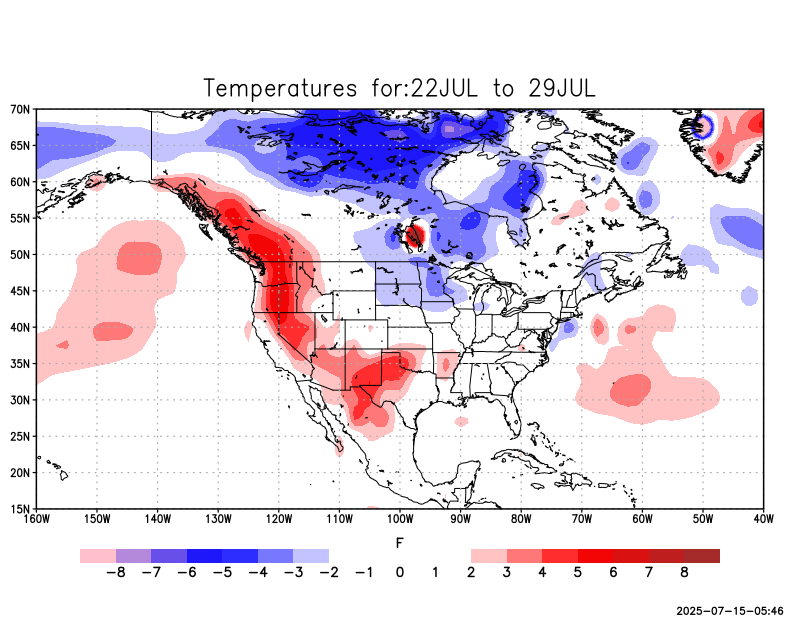 Temperatures for:22JUL to 29JUL
70N
65N
60N
55N
50N
45N
40N
35N
30N
25N
20N
15N
160W 150W 140W 130W 120W 110W 100W 90W 80W 70W 60W 50W 40W
F
−8 −7 −6 −5 −4 −3 −2 −1 0 1 2 3 4 5 6 7 8
2025-07-15-05:46